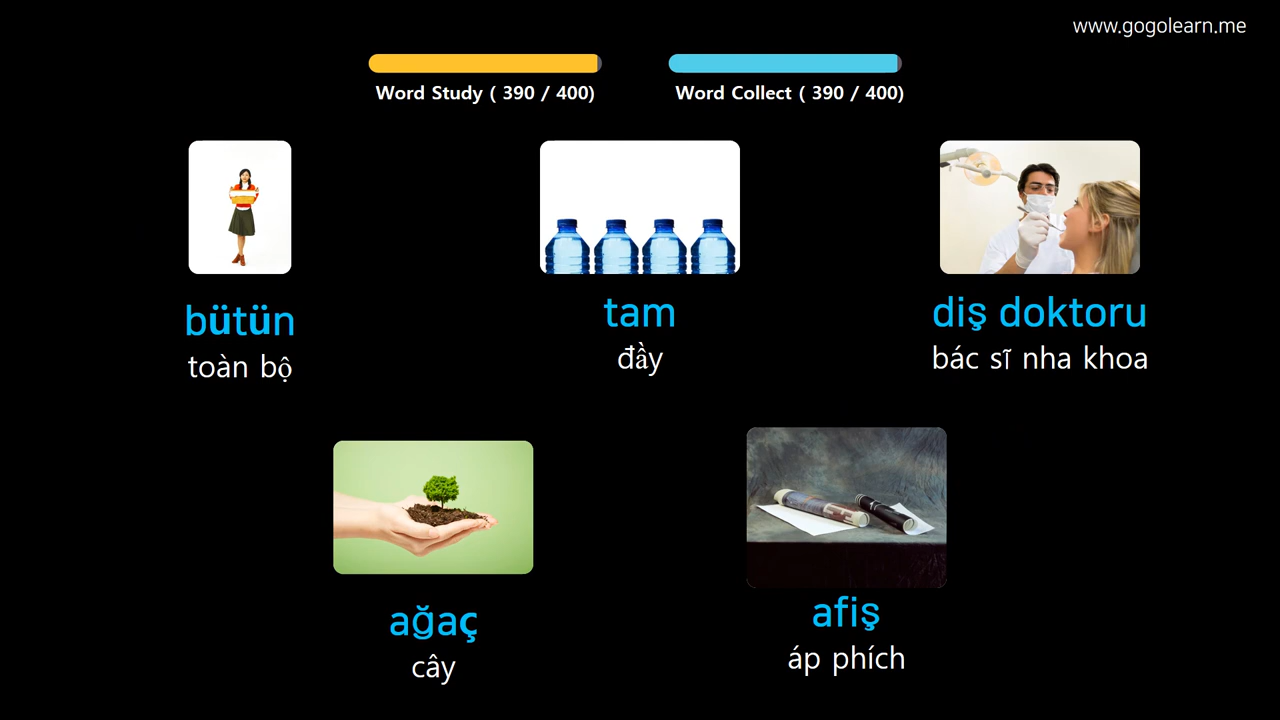 www.gogolearn.me
Word Study ( 390 / 400)
Word Collect ( 390 / 400)
bütün
toàn bộ
tam
đầy
diş doktoru
bác sĩ nha khoa
ağaç
cây
afiş
áp phích